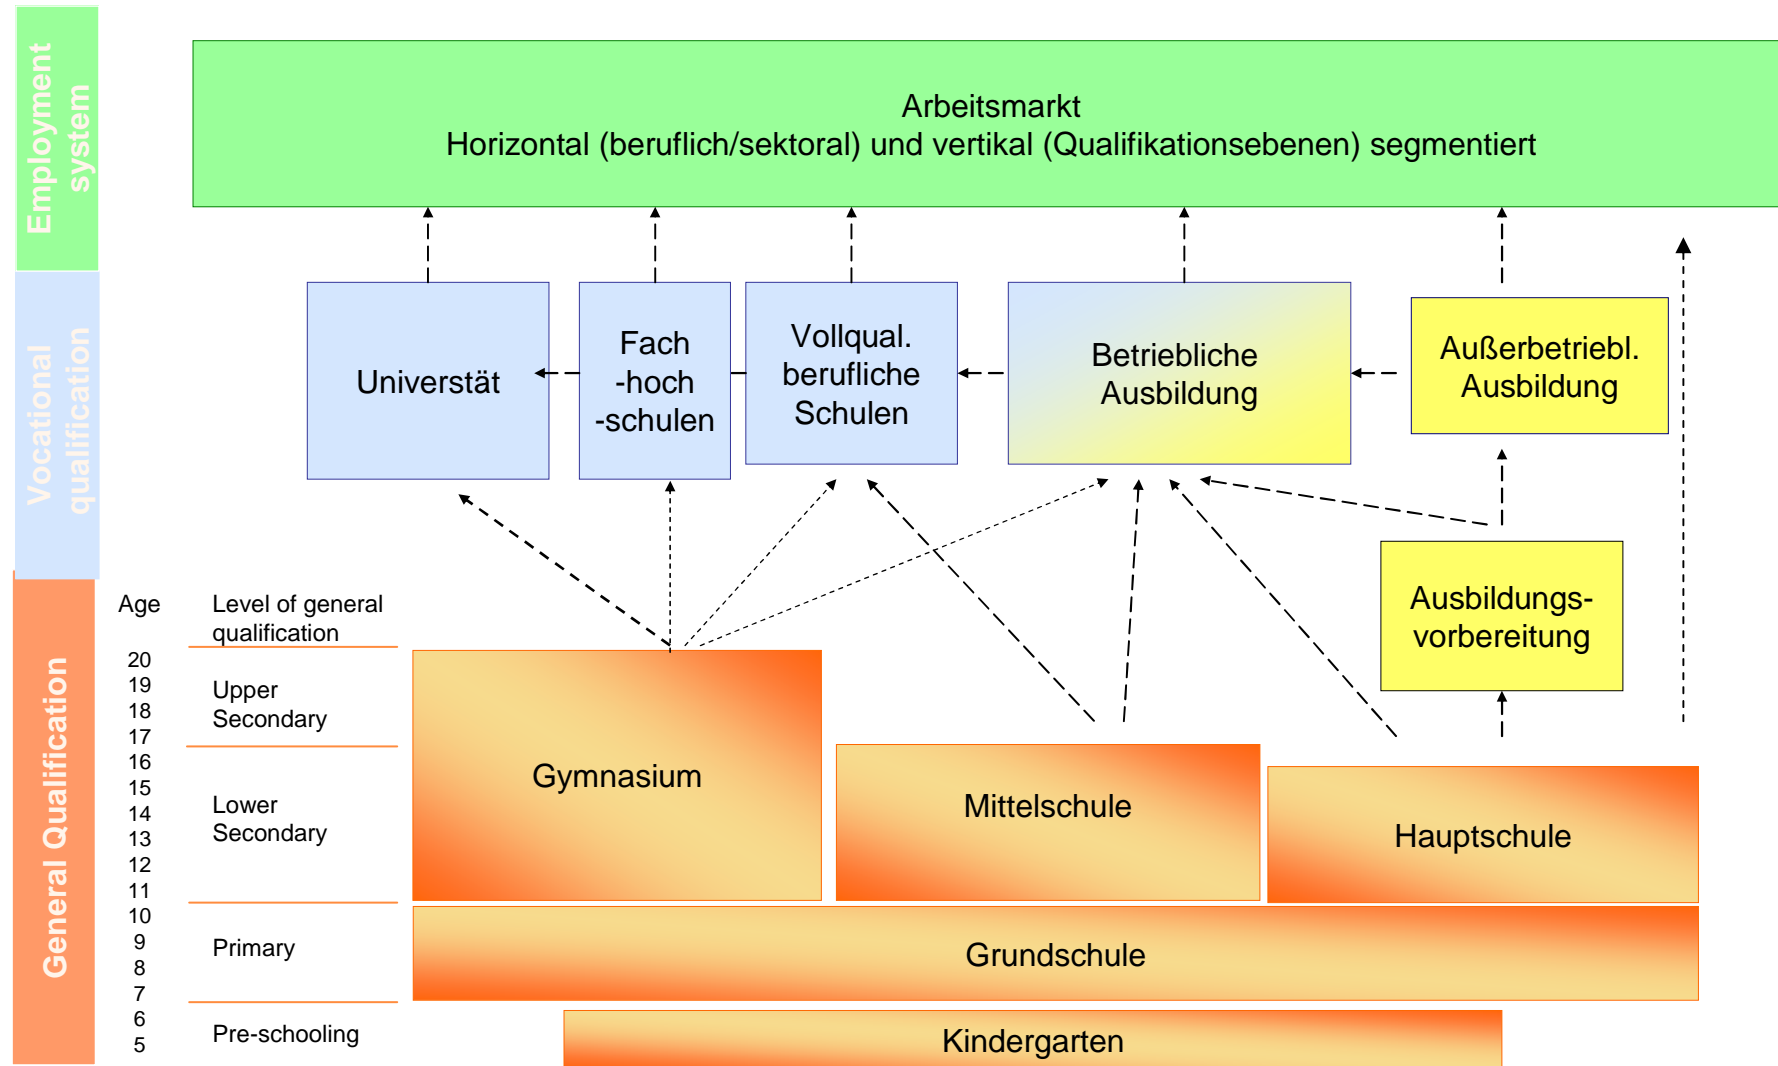 Employment
system
Arbeitsmarkt
Horizontal (beruflich/sektoral) und vertikal (Qualifikationsebenen) segmentiert
Vocational
qualification
Universtät
Fach
-hoch
-schulen
Vollqual.
berufliche
Schulen
Betriebliche
Ausbildung
Außerbetriebl.
Ausbildung
Ausbildungs-
vorbereitung
General Qualification
Age
Level of general
qualification
20
19
18
17
16
15
14
13
12
11
10
9
8
7
6
5
Upper
Secondary
Lower
Secondary
Primary
Pre-schooling
Gymnasium
Mittelschule
Hauptschule
Grundschule
Kindergarten